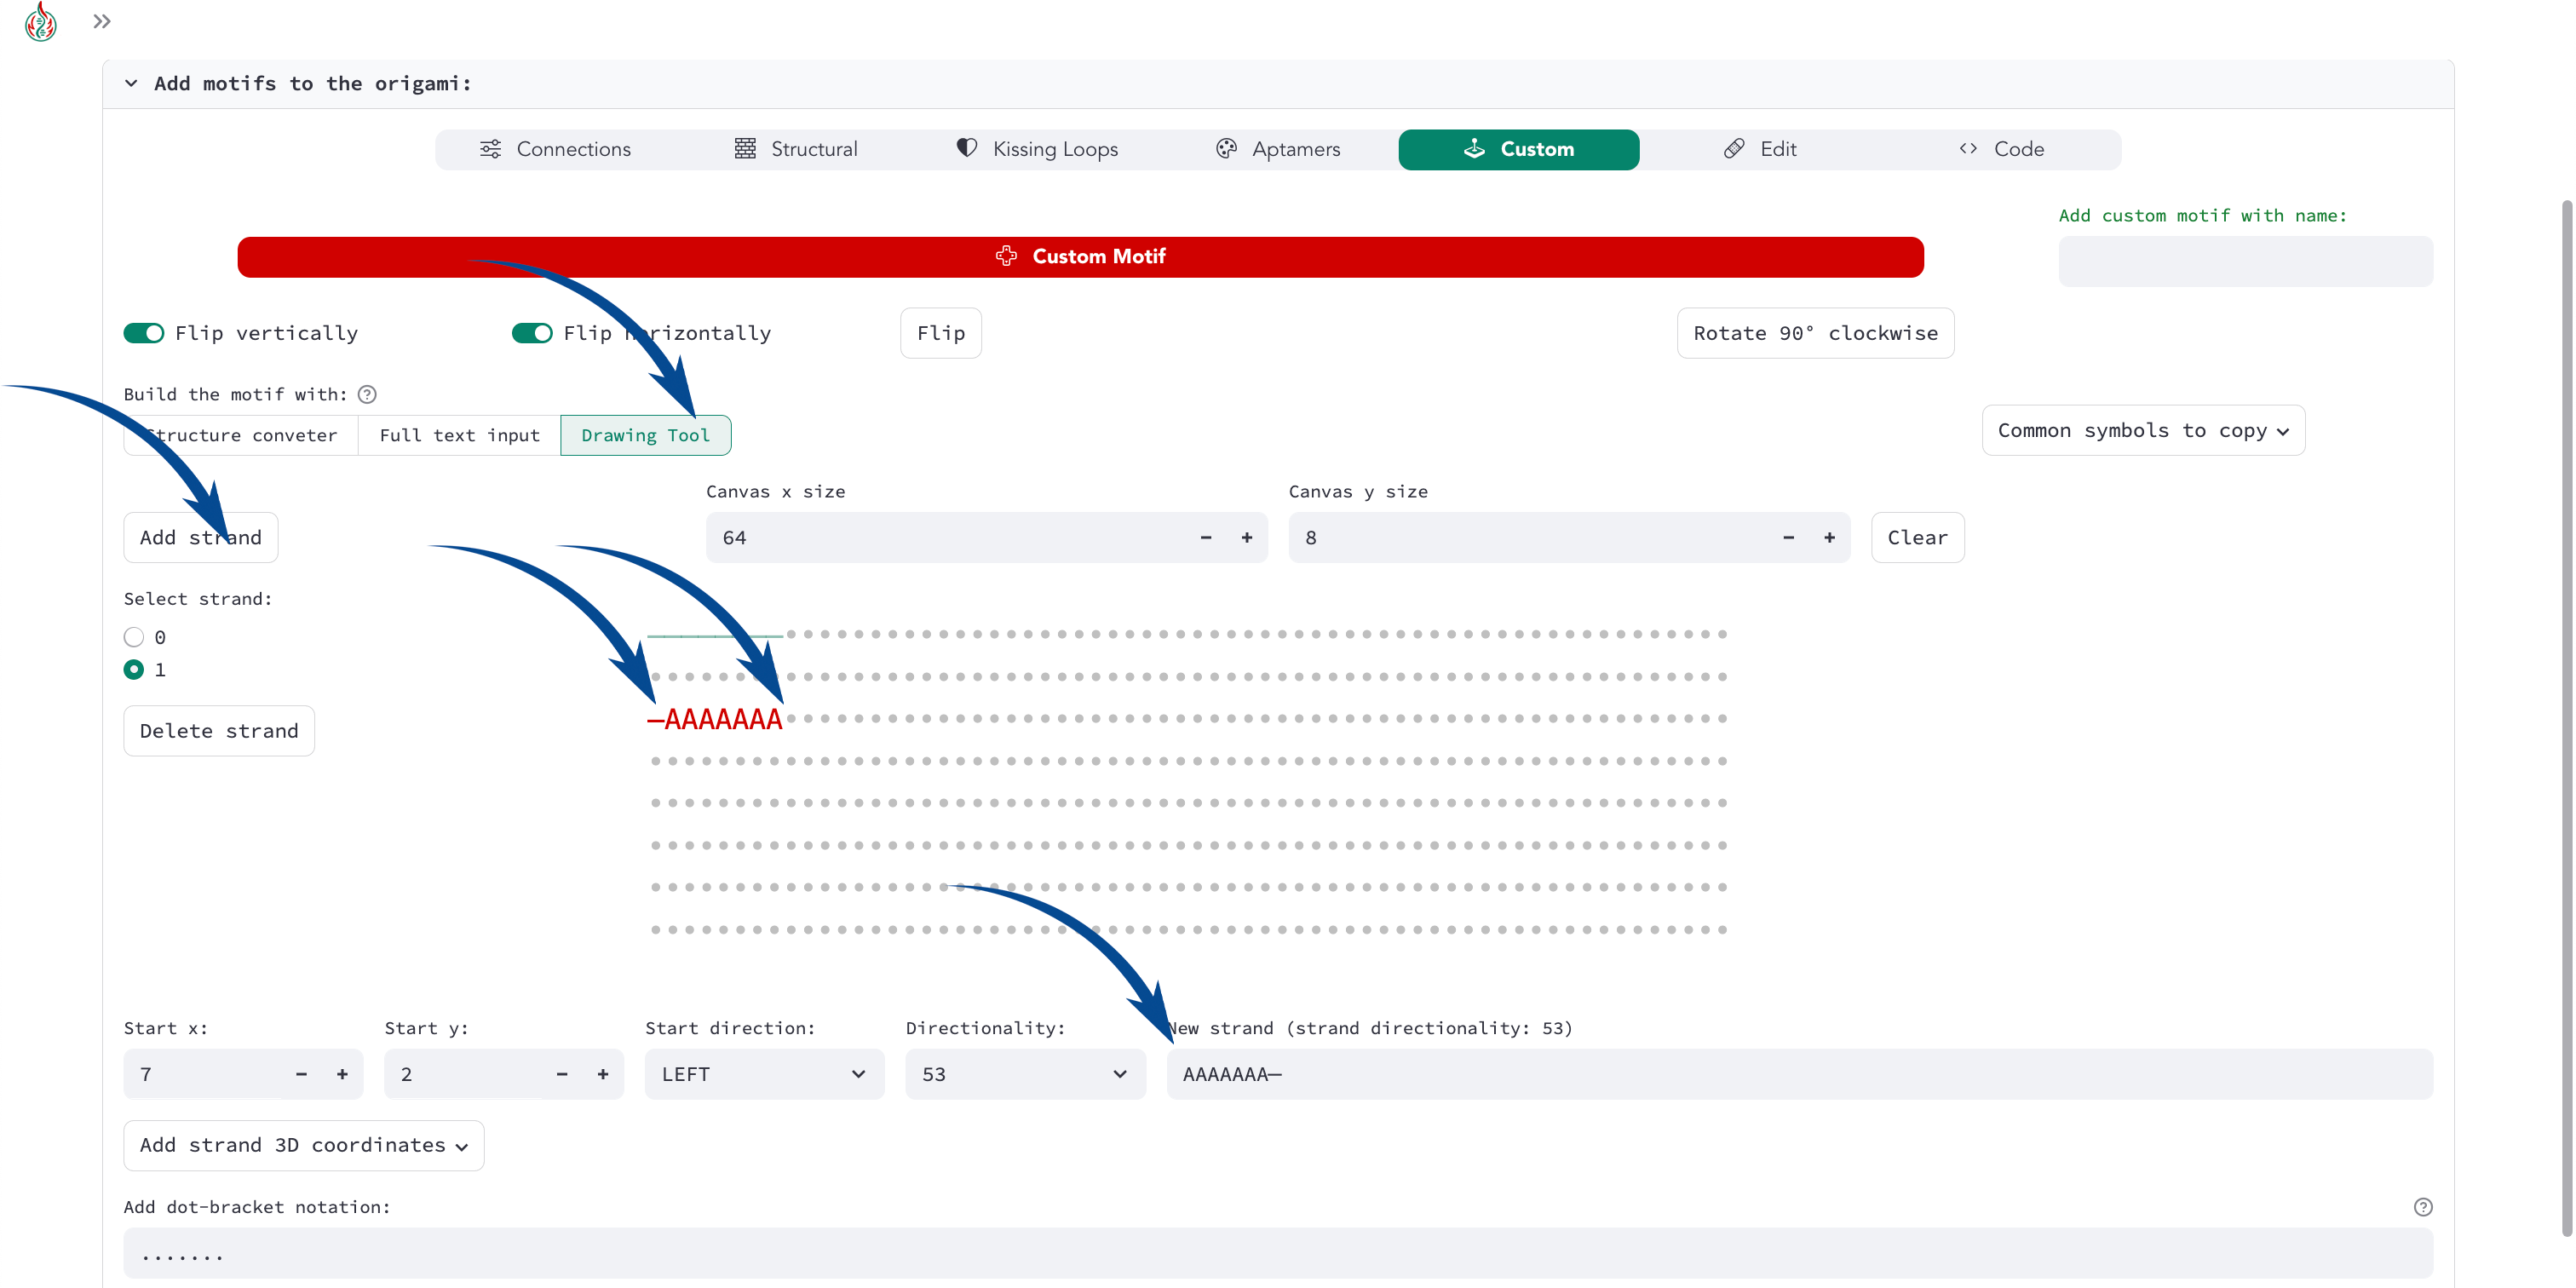 Add motifs to the origami:
Connections Structural Kissing Loops Aptamers Custom Edit Code
Add custom motif with name:
Custom Motif
Flip vertically Flip horizontally Flip Rotate 90° clockwise
Build the motif with:
Structure conveter Full text input Drawing Tool Common symbols to copy
Canvas x size Canvas y size
Add strand 64 - + 8 - + Clear
Select strand:
0
1
—AAAAAAA
Delete strand
Start x: Start y: Start direction: Directionality: New strand (strand directionality: 53)
7 - + 2 - + LEFT 53 AAAAAAA—
Add strand 3D coordinates
Add dot-bracket notation:
.......